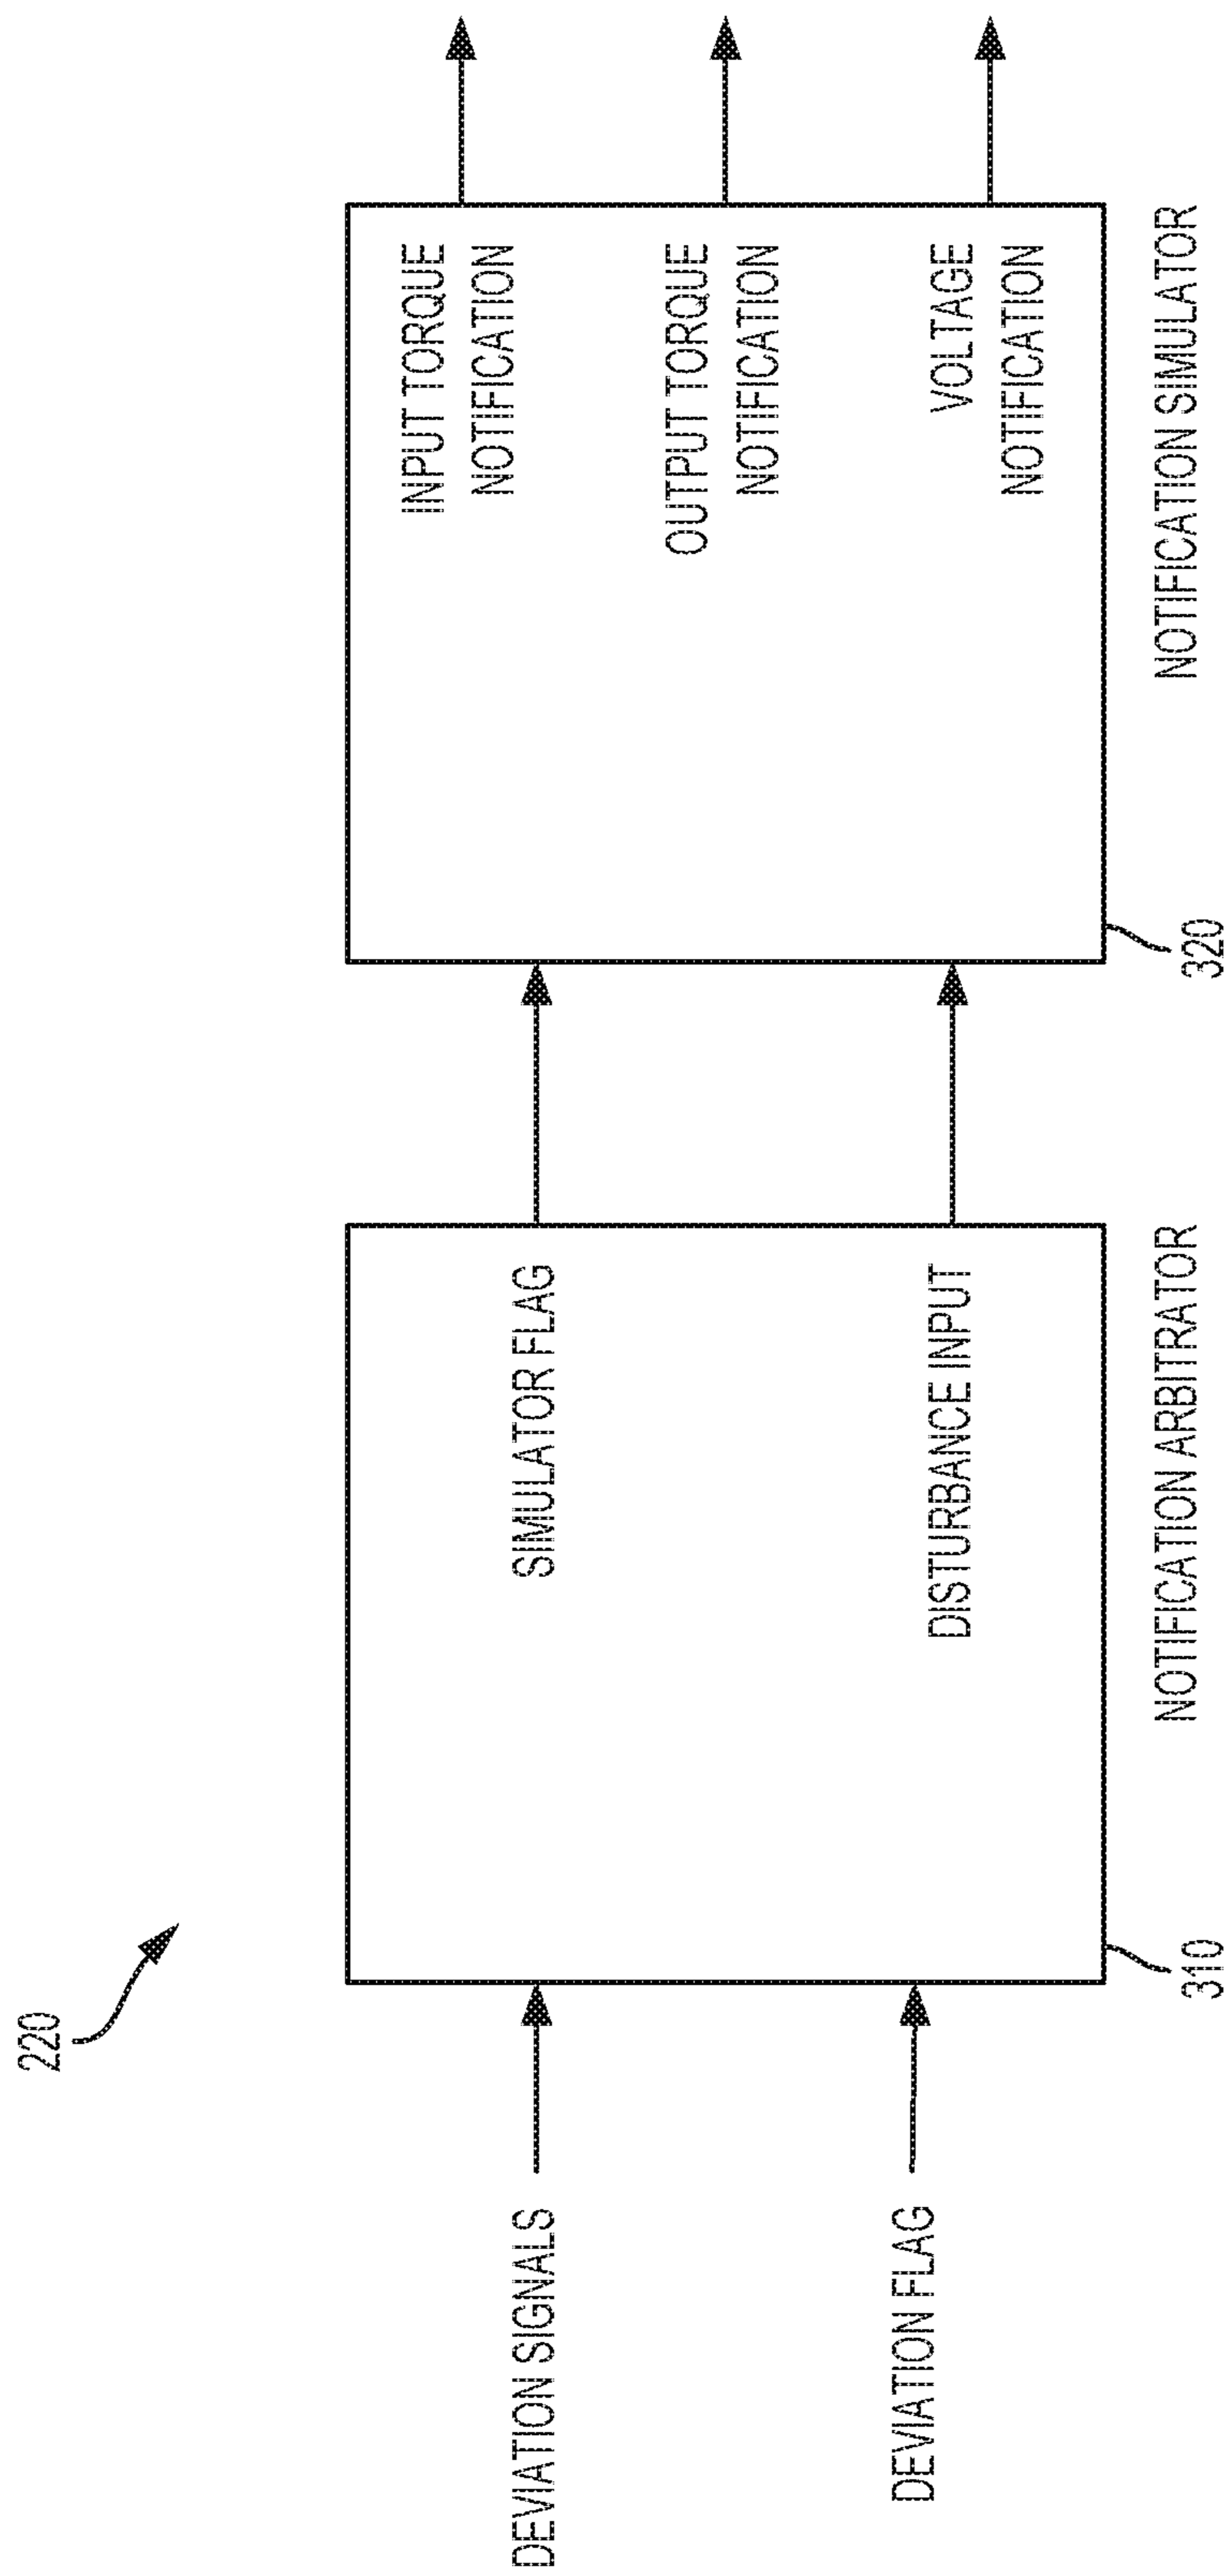 220
DEVIATION SIGNALS
DEVIATION FLAG
SIMULATOR FLAG
DISTURBANCE INPUT
310
NOTIFICATION ARBITRATOR
INPUT TORQUE
NOTIFICATION
OUTPUT TORQUE
NOTIFICATION
VOLTAGE
NOTIFICATION
320
NOTIFICATION SIMULATOR